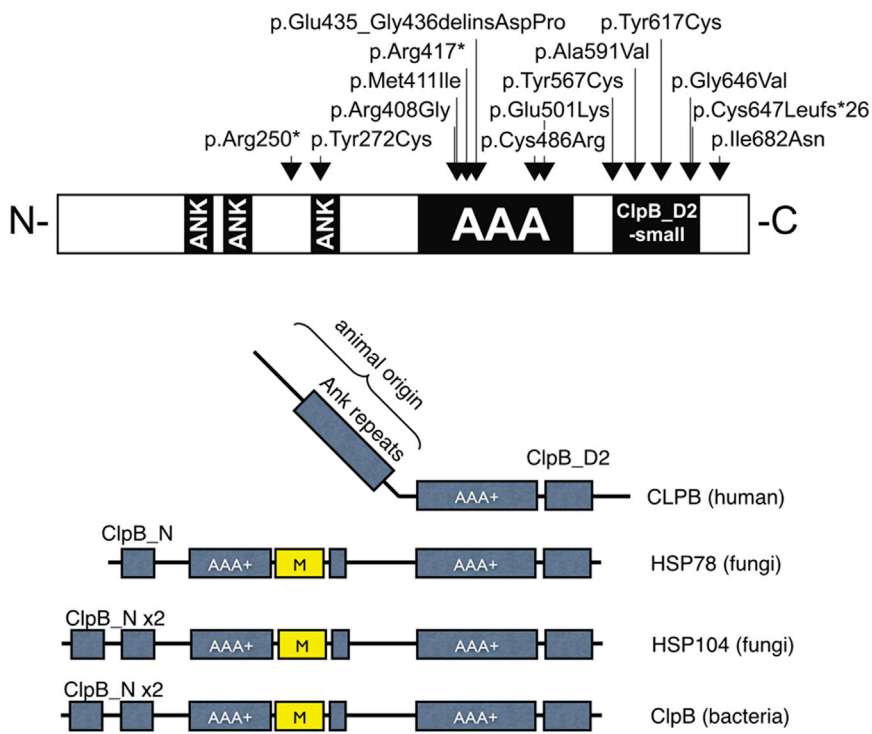 p.Glu435_Gly436delinsAspPro p.Tyr617Cys
p.Arg417* p.Ala591Val
p.Met411Ile p.Tyr567Cys p.Gly646Val
p.Arg408Gly p.Glu501Lys p.Cys647Leufs*26
p.Arg250* p.Tyr272Cys p.Cys486Arg p.Ile682Asn
N- ANK ANK ANK AAA ClpB_D2 -C
-small
animal origin
Ank repeats
ClpB_D2
AAA+ CLPB (human)
ClpB_N
AAA+ M AAA+ HSP78 (fungi)
ClpB_N x2
AAA+ M AAA+ HSP104 (fungi)
ClpB_N x2
AAA+ M AAA+ ClpB (bacteria)